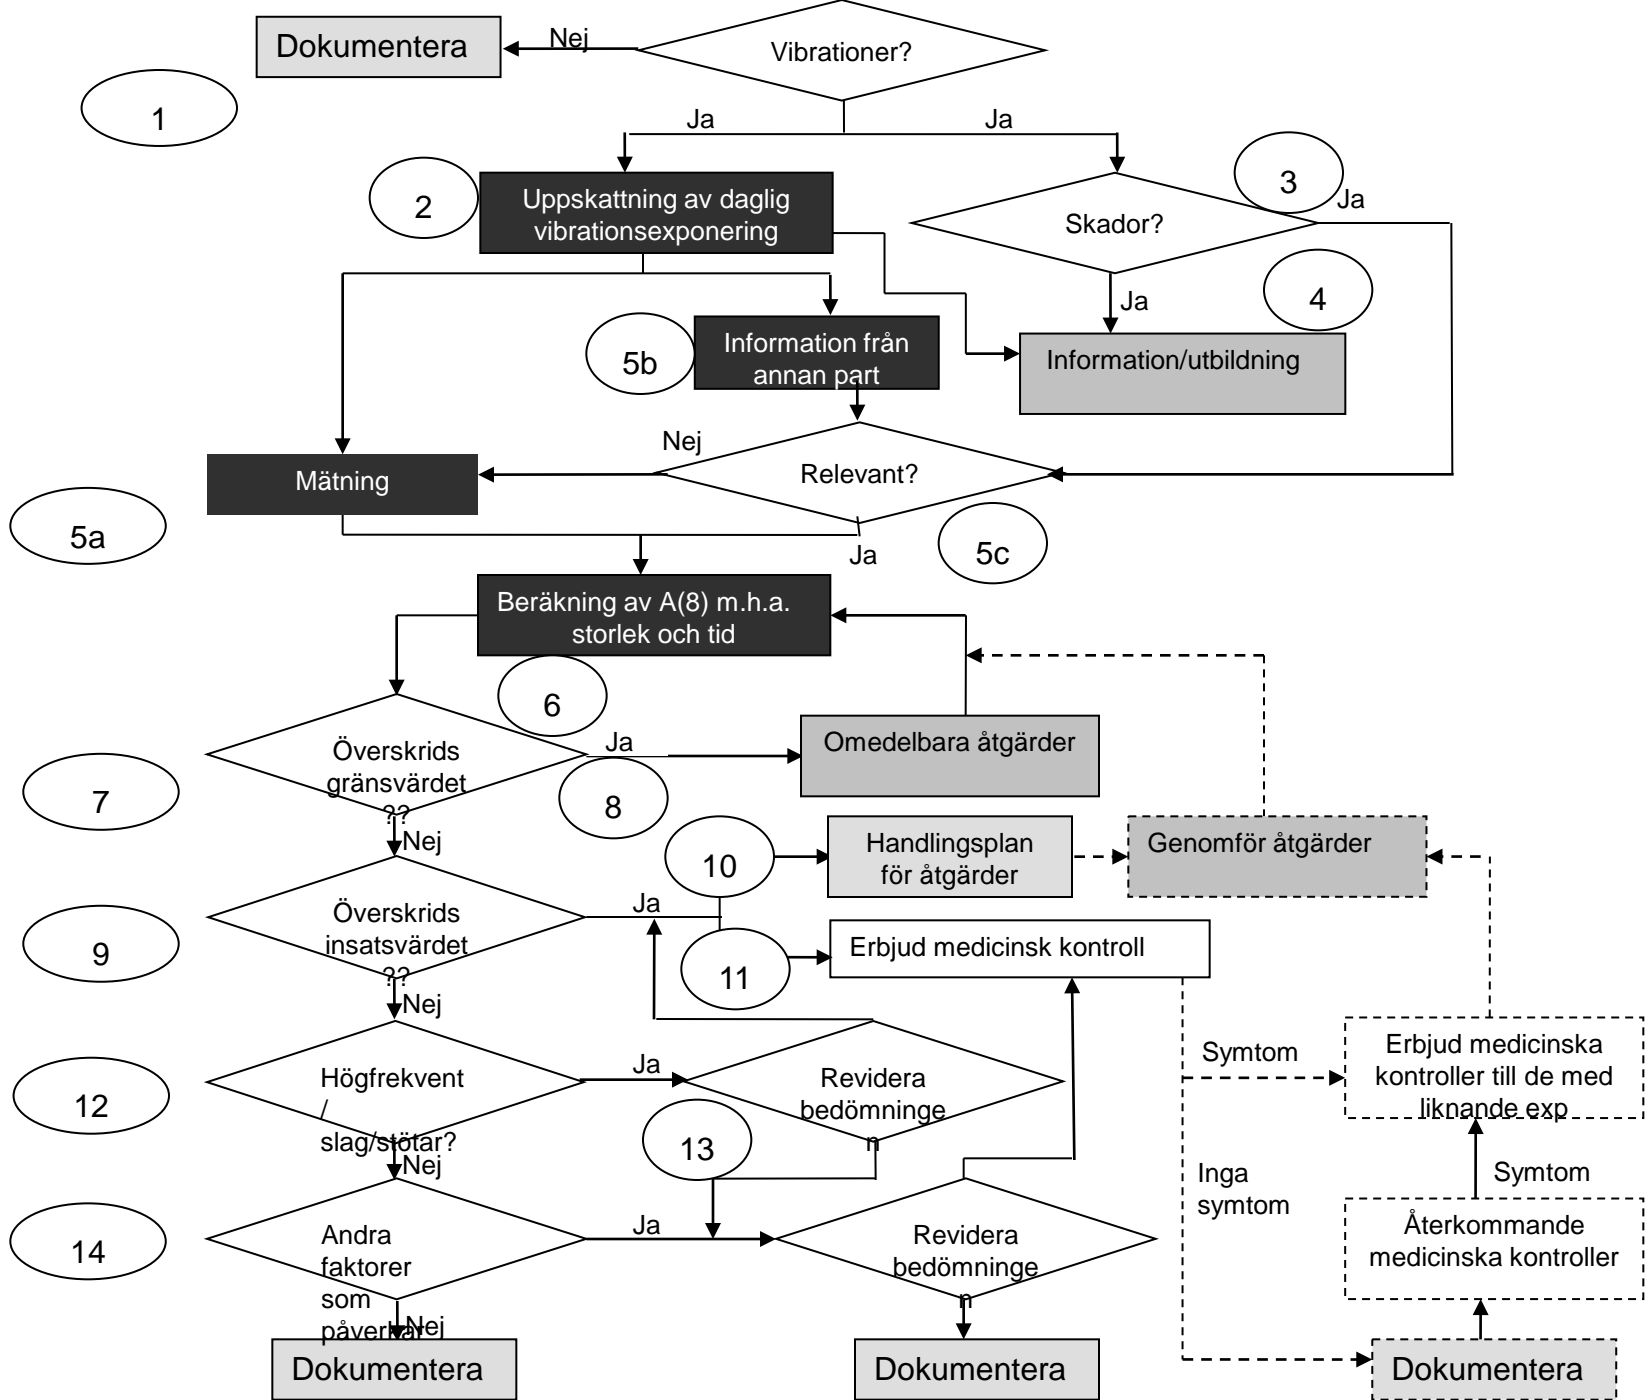 Dokumentera
Nej
Vibrationer?
1
Ja
Ja
2
Uppskattning av daglig
vibrationsexponering
3
Ja
Skador?
4
Ja
5b
Information från
annan part
Information/utbildning
Nej
Relevant?
Mätning
5a
Ja
5c
Beräkning av A(8) m.h.a.
storlek och tid
6
Överskrids
gränsvärdet
??
Ja
Omedelbara åtgärder
7
8
Nej
10
Handlingsplan
för åtgärder
Genomför åtgärder
Överskrids
insatsvärdet
??
Ja
9
11
Erbjud medicinsk kontroll
Nej
Högfrekvent
/
slag/stötar?
Ja
Revidera
bedömninge
n
Symtom
Erbjud medicinska
kontroller till de med
liknande exp
12
13
Nej
Inga
symtom
Symtom
14
Andra
faktorer
som
påverkar
Ja
Revidera
bedömninge
n
Återkommande
medicinska kontroller
Nej
Dokumentera
Dokumentera
Dokumentera